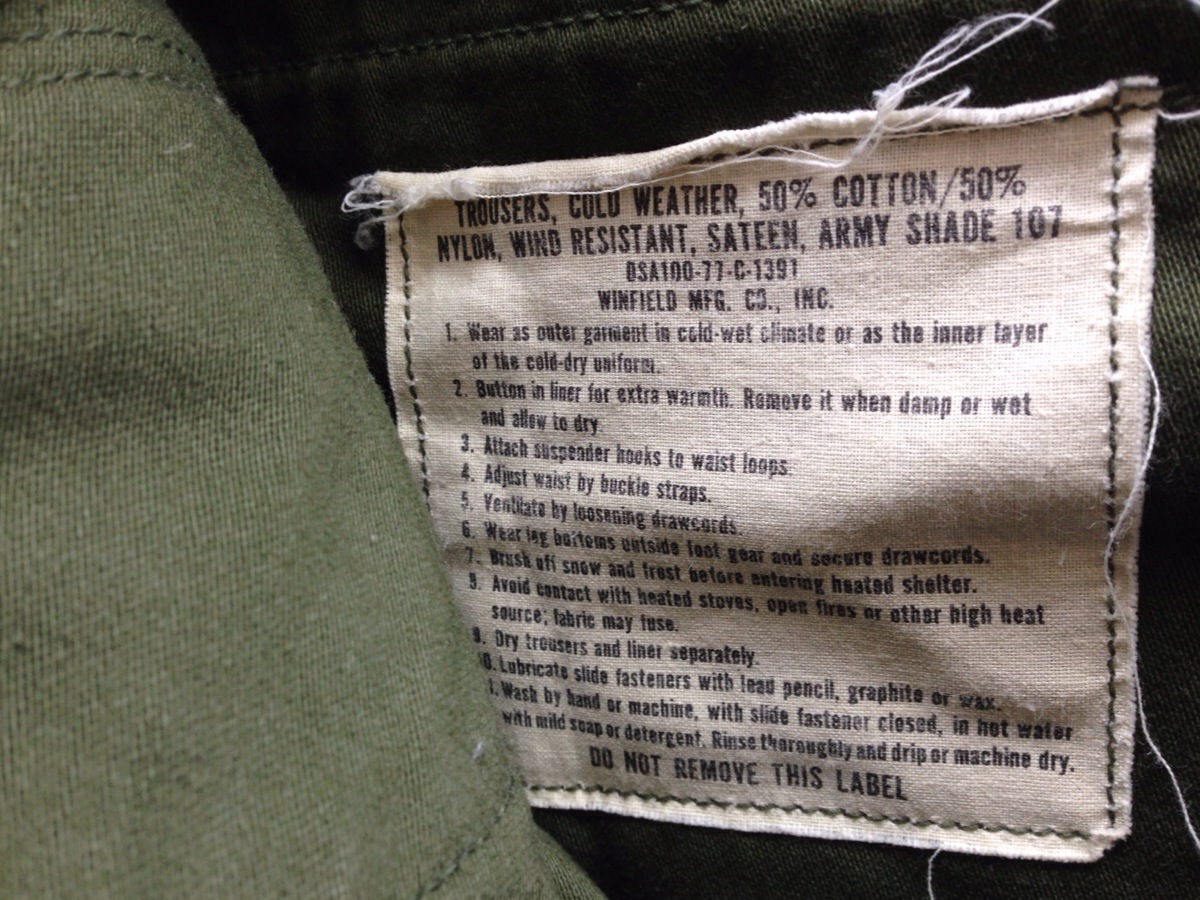 TROUSERS, COLD WEATHER, 50% COTTON/50%
NYLON, WIND RESISTANT, SATEEN, ARMY SHADE 107
DSA100-77-C-1391
WINFIELD MFG. CO., INC.
1. Wear as outer garment in cold-wet climate or as the inner layer
of the cold-dry uniform.
2. Button in liner for extra warmth. Remove it when damp or wet
and allow to dry
3. Attach suspender hooks to waist loops.
4. Adjust waist by buckle straps.
5. Ventilate by loosening drawcords.
6. Wear leg bottoms outside foot gear and secure drawcords.
7. Brush off snow and frost before entering heated shelter.
9. Avoid contact with heated stoves, open fires or other high heat
source; fabric may fuse.
9. Dry trousers and liner separately.
10. Lubricate slide fasteners with lead pencil, graphite or wax.
1. Wash by hand or machine, with slide fastener closed, in hot water
with mild soap or detergent. Rinse thoroughly and drip or machine dry.
DO NOT REMOVE THIS LABEL